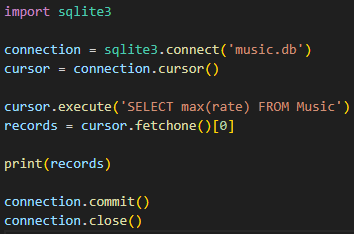 import sqlite3
connection = sqlite3.connect('music.db')
cursor = connection.cursor()
cursor.execute('SELECT max(rate) FROM Music')
records = cursor.fetchone()[0]
print(records)
connection.commit()
connection.close()